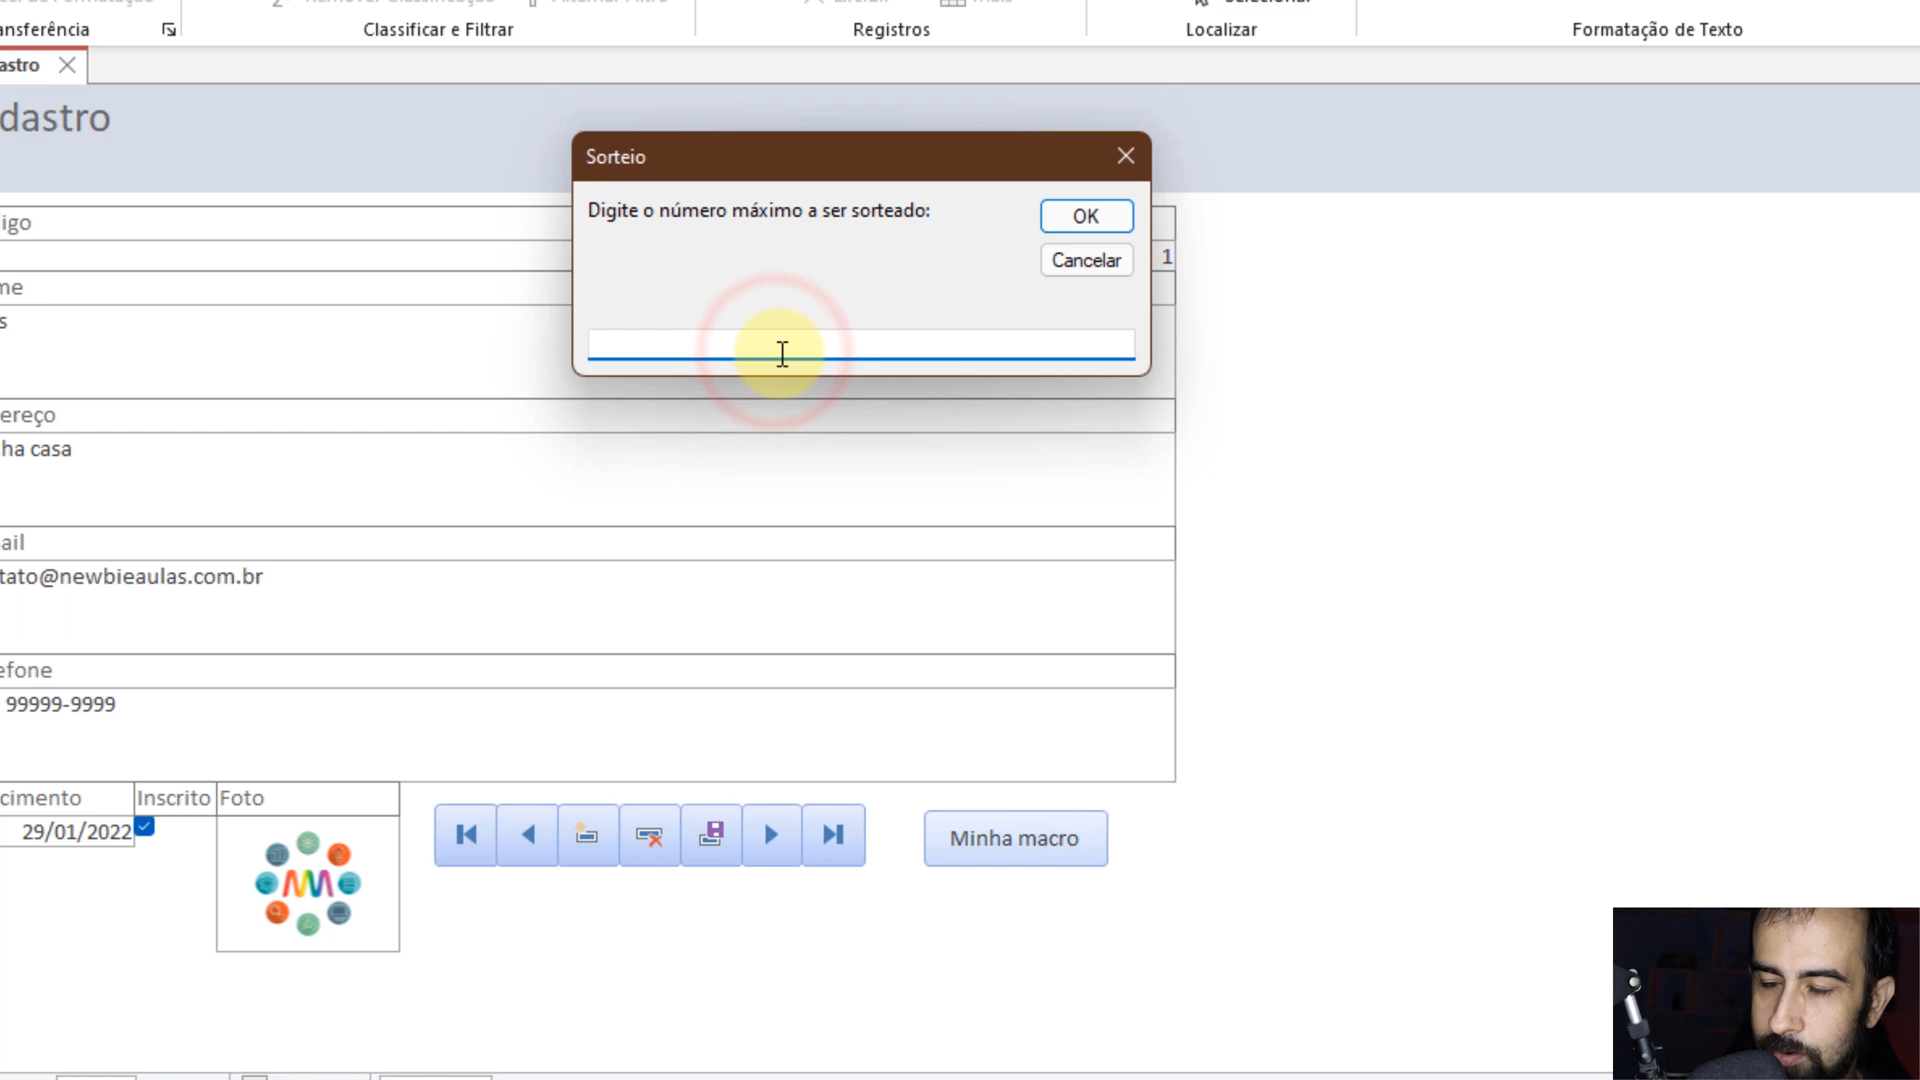 nsferência
Classificar e Filtrar
Registros
Localizar
Formatação de Texto
astro
dastro
Sorteio
Digite o número máximo a ser sorteado:
OK
Cancelar
igo
1
me
s
ereço
ha casa
ail
tato@newbieaulas.com.br
efone
99999-9999
cimento
Inscrito
Foto
29/01/2022
Minha macro